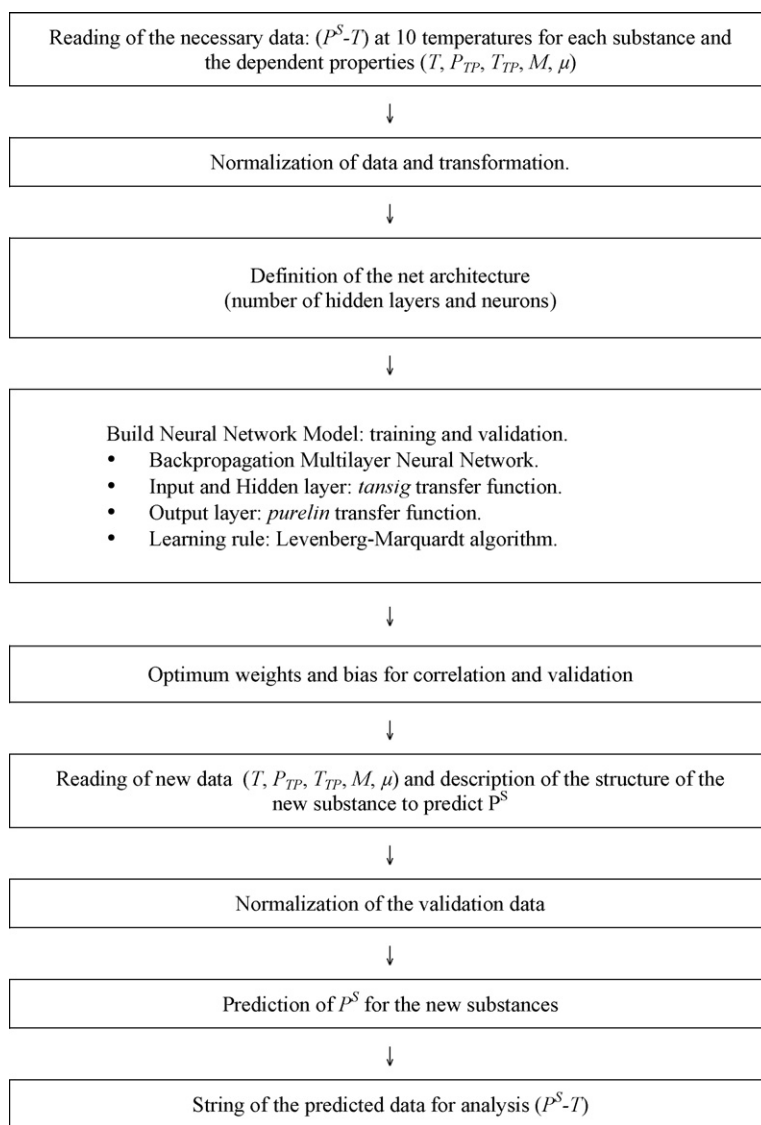 Reading of the necessary data: (P^S-T) at 10 temperatures for each substance and
the dependent properties (T, P_TP, T_TP, M, μ)
↓
Normalization of data and transformation.
↓
Definition of the net architecture
(number of hidden layers and neurons)
↓
Build Neural Network Model: training and validation.
• Backpropagation Multilayer Neural Network.
• Input and Hidden layer: tansig transfer function.
• Output layer: purelin transfer function.
• Learning rule: Levenberg-Marquardt algorithm.
↓
Optimum weights and bias for correlation and validation
↓
Reading of new data (T, P_TP, T_TP, M, μ) and description of the structure of the
new substance to predict P^S
↓
Normalization of the validation data
↓
Prediction of P^S for the new substances
↓
String of the predicted data for analysis (P^S-T)